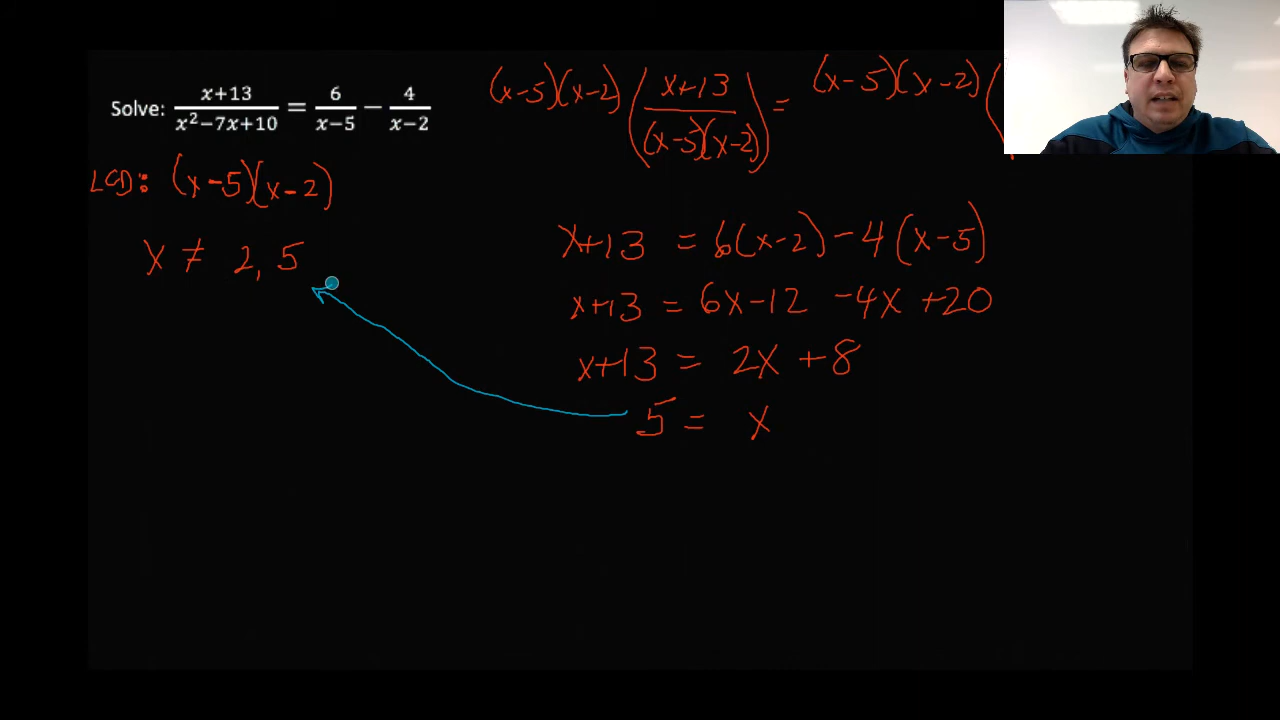 Solve: x+13/(x²−7x+10) = 6/(x−5) − 4/(x−2)
(x-5)(x-2) (x+13/(x-5)(x-2)) = (x-5)(x-2)(
LCD: (x-5)(x-2)
x ≠ 2, 5
x+13 = 6(x-2) -4(x-5)
x+13 = 6x-12 -4x +20
x+13 = 2x +8
5 = x